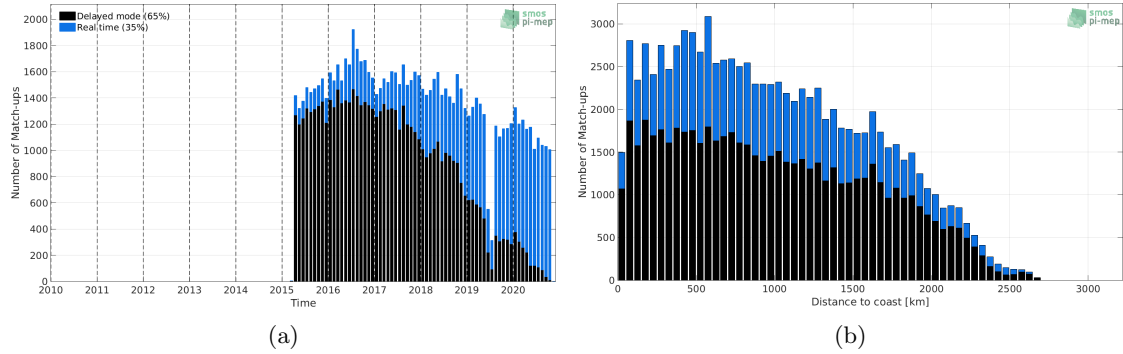 2000
1800
1600
1400
1200
1000
800
600
400
200
0
Number of Match-ups
Delayed mode (65%)
Real time (35%)
smos
pi-mep
2010 2011 2012 2013 2014 2015 2016 2017 2018 2019 2020
Time
(a)
3000
2500
2000
1500
1000
500
0
Number of Match-ups
smos
pi-mep
0 500 1000 1500 2000 2500 3000
Distance to coast [km]
(b)